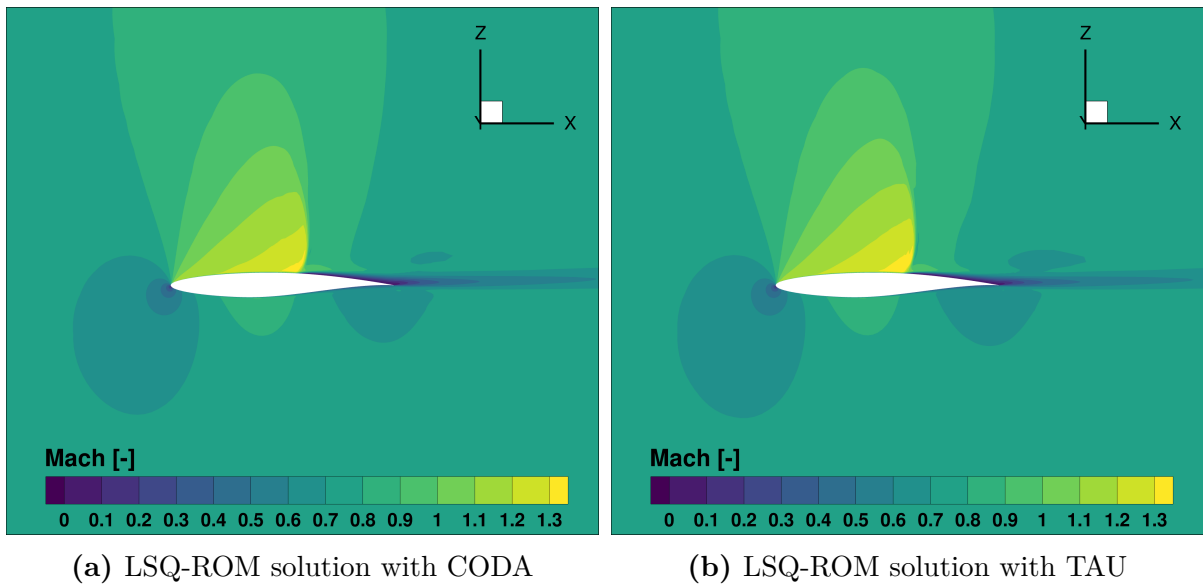 Z
Y
X
Mach [-]
0 0.1 0.2 0.3 0.4 0.5 0.6 0.7 0.8 0.9 1 1.1 1.2 1.3
(a) LSQ-ROM solution with CODA
Z
Y
X
Mach [-]
0 0.1 0.2 0.3 0.4 0.5 0.6 0.7 0.8 0.9 1 1.1 1.2 1.3
(b) LSQ-ROM solution with TAU